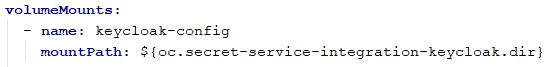 volumeMounts:
  - name: keycloak-config
    mountPath: ${oc.secret-service-integration-keycloak.dir}